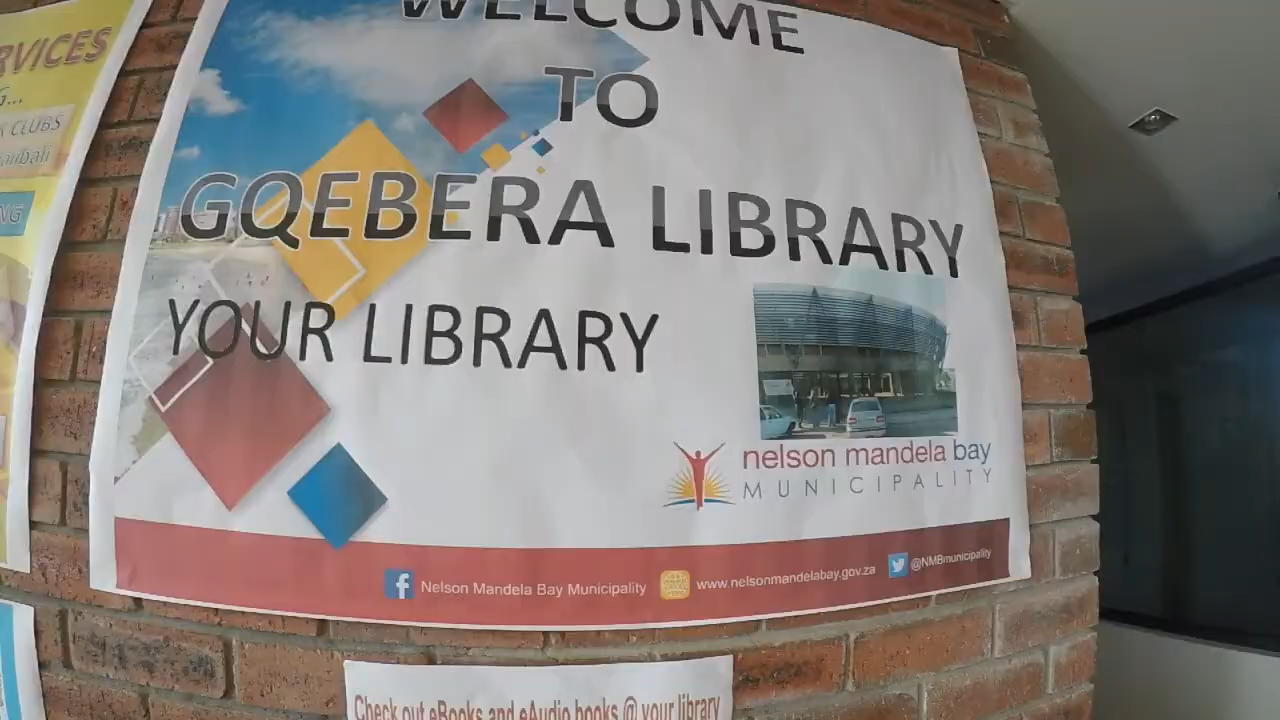 WELCOME
TO
GQEBERA LIBRARY
YOUR LIBRARY
nelson mandela bay
MUNICIPALITY
Nelson Mandela Bay Municipality
www.nelsonmandelabay.gov.za
@NMBmunicipality
Check out eBooks and eAudio books @ your library
RVICES
CLUBS